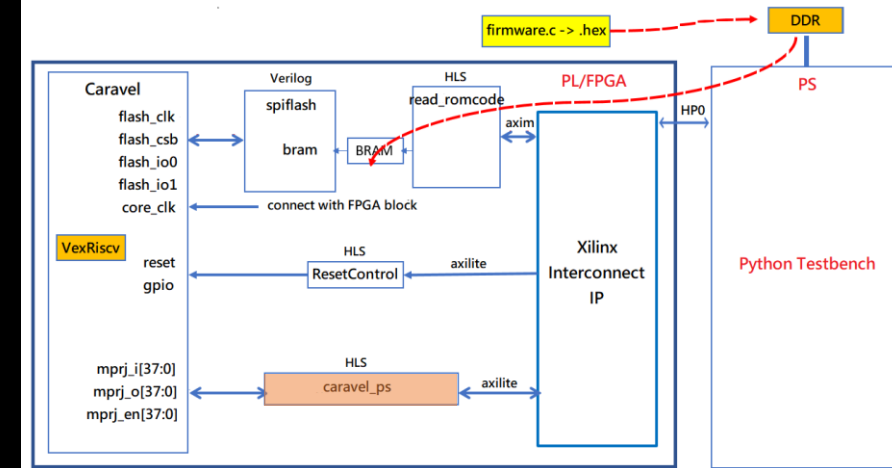 firmware.c -> .hex
DDR
PL/FPGA
PS
Caravel
Verilog
HLS
spiflash
read_romcode
flash_clk
flash_csb
flash_io0
flash_io1
core_clk
bram
BRAM
axim
HP0
connect with FPGA block
VexRiscv
reset
gpio
HLS
ResetControl
axilite
Xilinx
Interconnect
IP
Python Testbench
HLS
mprj_i[37:0]
mprj_o[37:0]
mprj_en[37:0]
caravel_ps
axilite